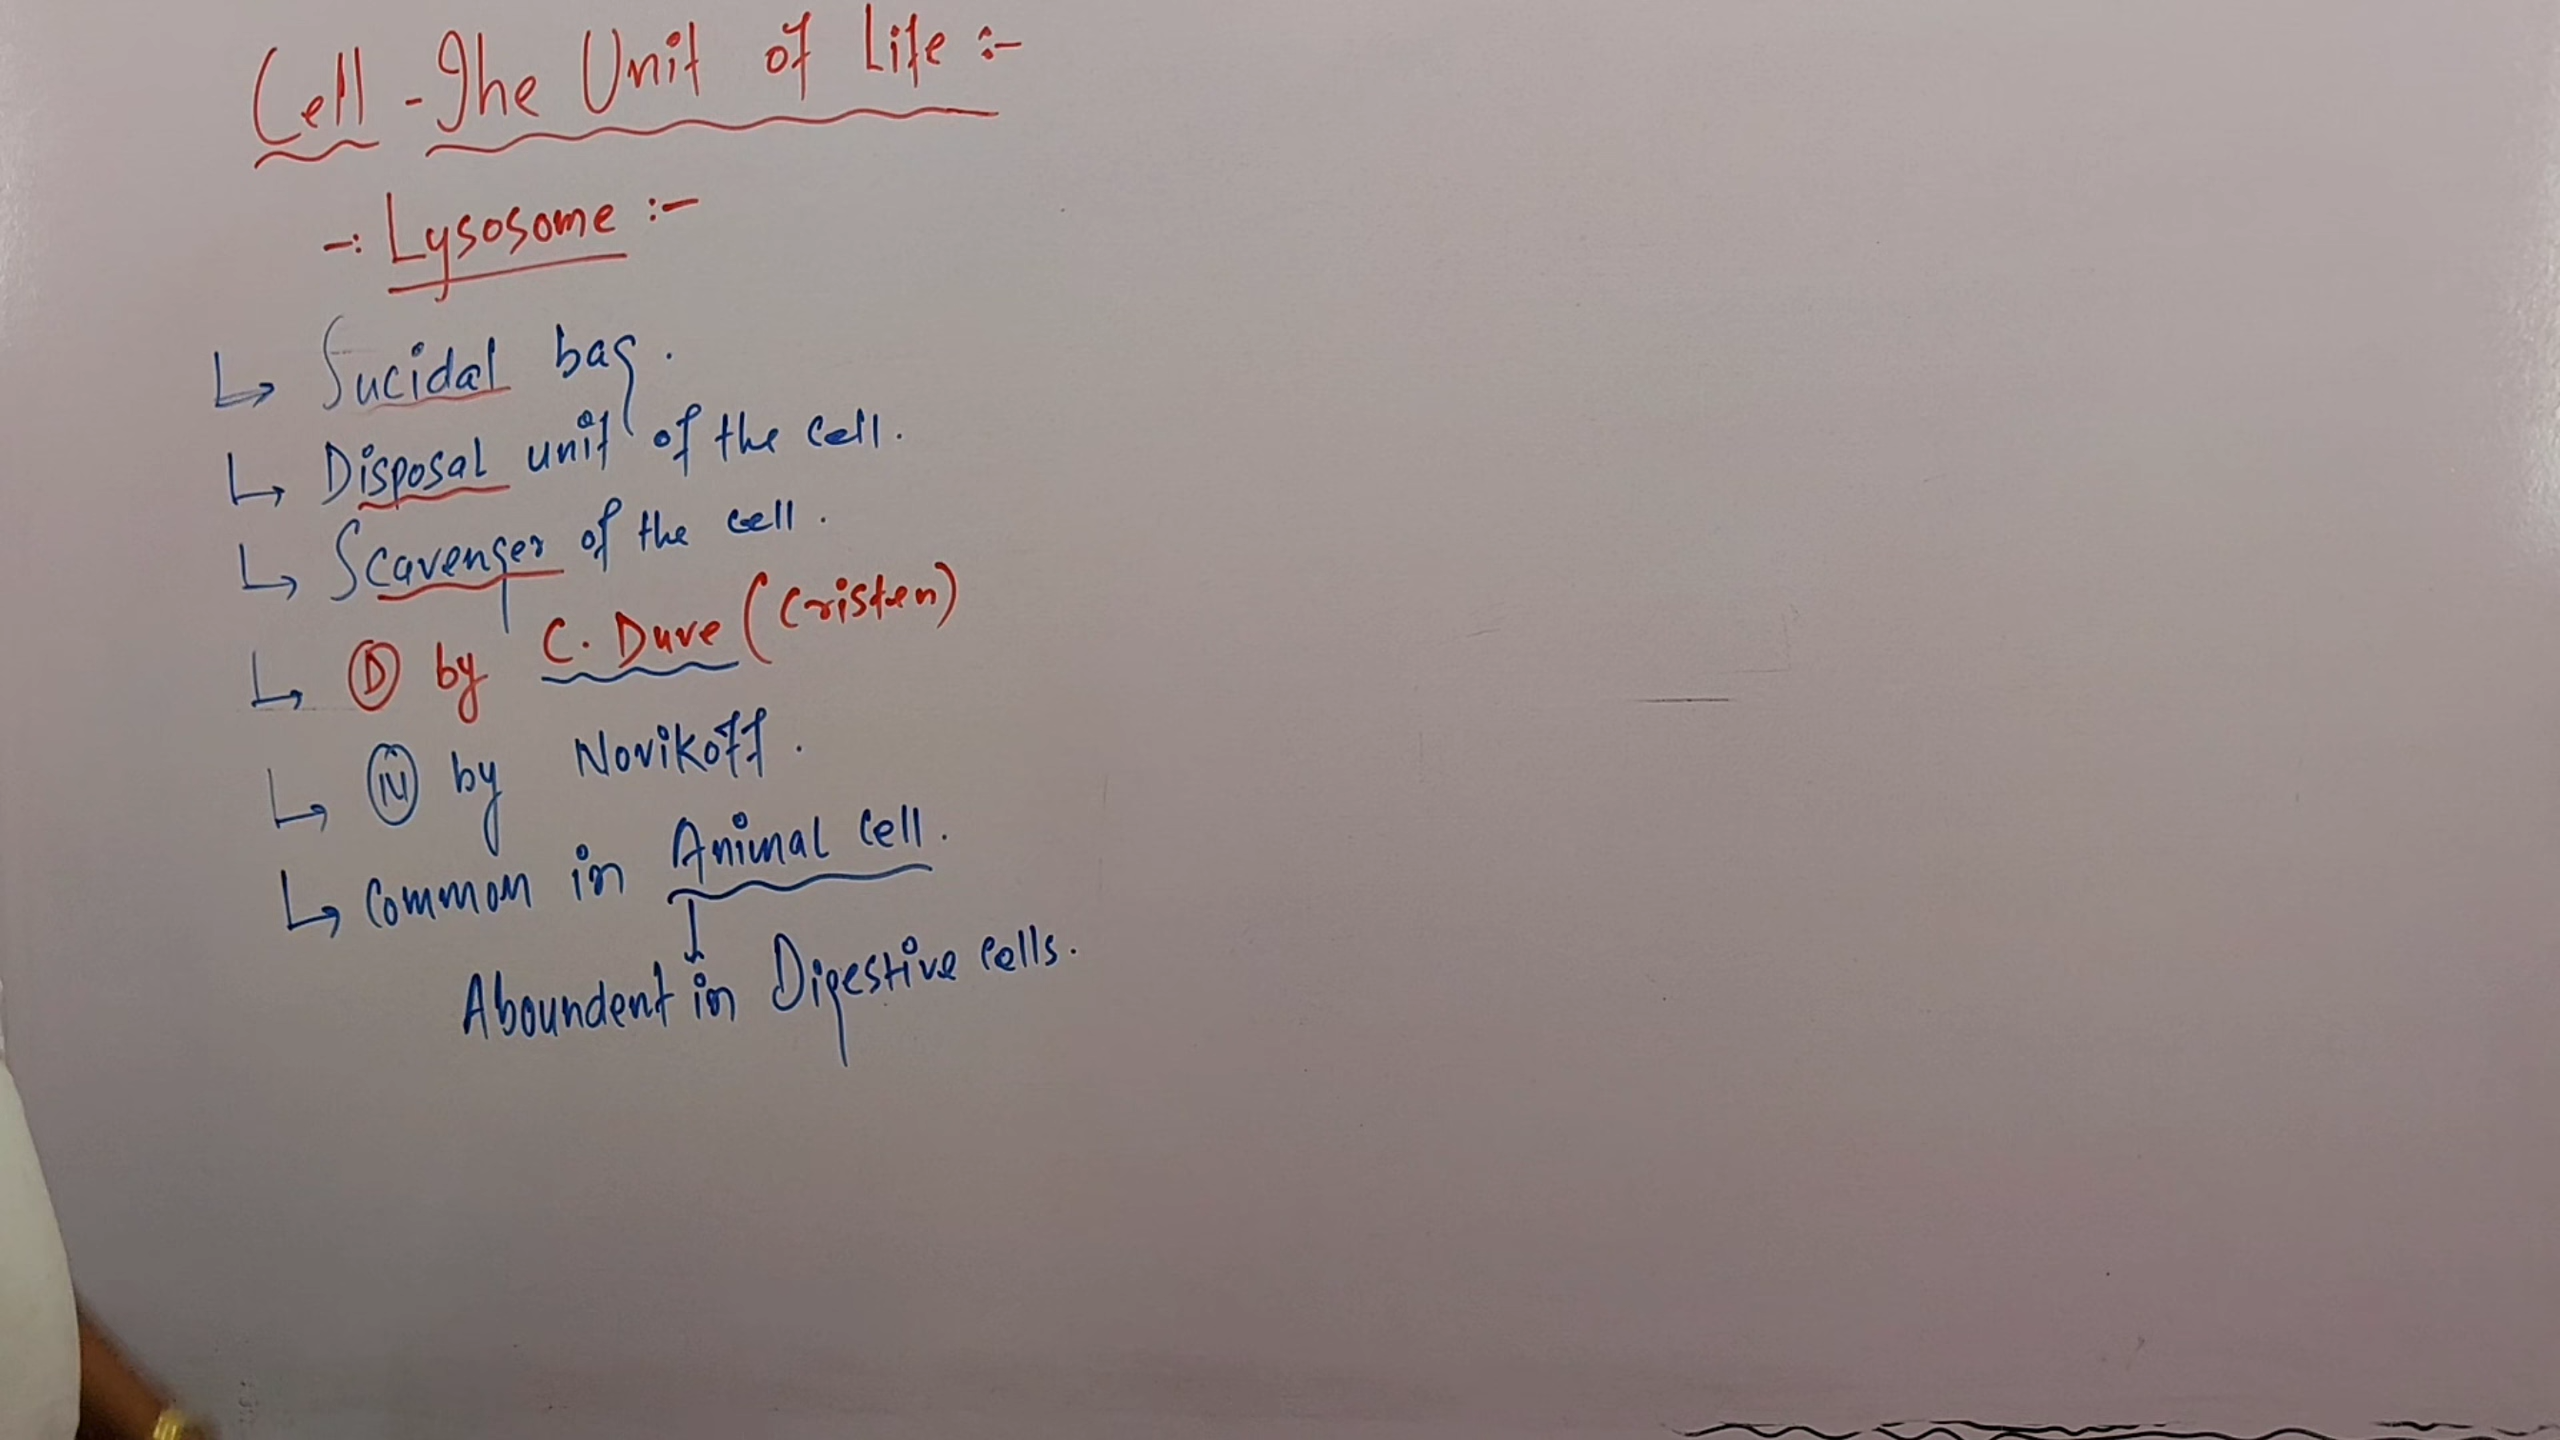 Cell - The Unit of Life :-
-: Lysosome :-
↳ Sucidal bag.
↳ Disposal unit of the cell.
↳ Scavenger of the cell.
↳ Ⓓ by C. Duve (Cristen)
↳ Ⓝ by Novikoff.
↳ Common in Animal Cell.
Aboundent in Digestive Cells.